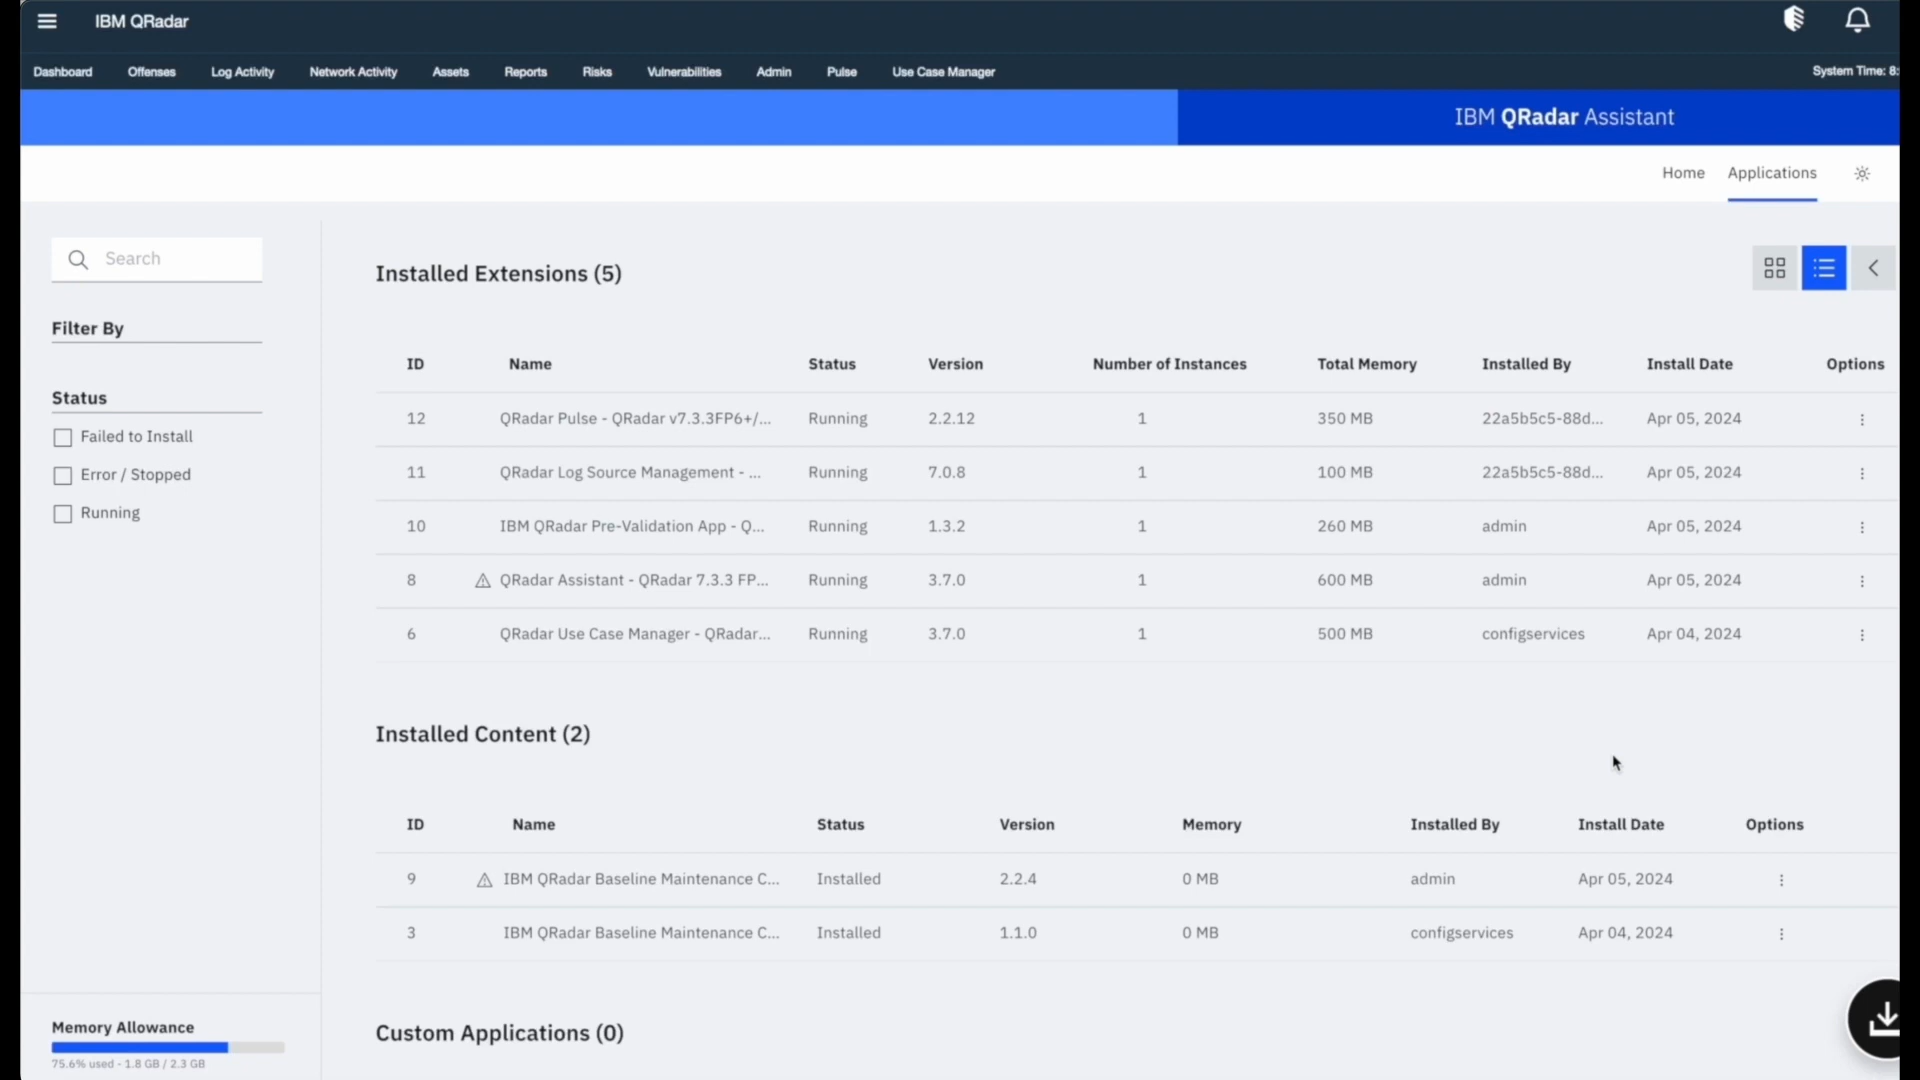 IBM QRadar
Dashboard Offenses Log Activity Network Activity Assets Reports Risks Vulnerabilities Admin Pulse Use Case Manager System Time: 8:
IBM QRadar Assistant
Home Applications
Search
Filter By
Status
Failed to Install
Error / Stopped
Running
Memory Allowance
75.6% used - 1.8 GB / 2.3 GB
Installed Extensions (5)
ID Name Status Version Number of Instances Total Memory Installed By Install Date Options
12 QRadar Pulse - QRadar v7.3.3FP6+/... Running 2.2.12 1 350 MB 22a5b5c5-88d... Apr 05, 2024
11 QRadar Log Source Management - ... Running 7.0.8 1 100 MB 22a5b5c5-88d... Apr 05, 2024
10 IBM QRadar Pre-Validation App - Q... Running 1.3.2 1 260 MB admin Apr 05, 2024
8 QRadar Assistant - QRadar 7.3.3 FP... Running 3.7.0 1 600 MB admin Apr 05, 2024
6 QRadar Use Case Manager - QRadar... Running 3.7.0 1 500 MB configservices Apr 04, 2024
Installed Content (2)
ID Name Status Version Memory Installed By Install Date Options
9 IBM QRadar Baseline Maintenance C... Installed 2.2.4 0 MB admin Apr 05, 2024
3 IBM QRadar Baseline Maintenance C... Installed 1.1.0 0 MB configservices Apr 04, 2024
Custom Applications (0)